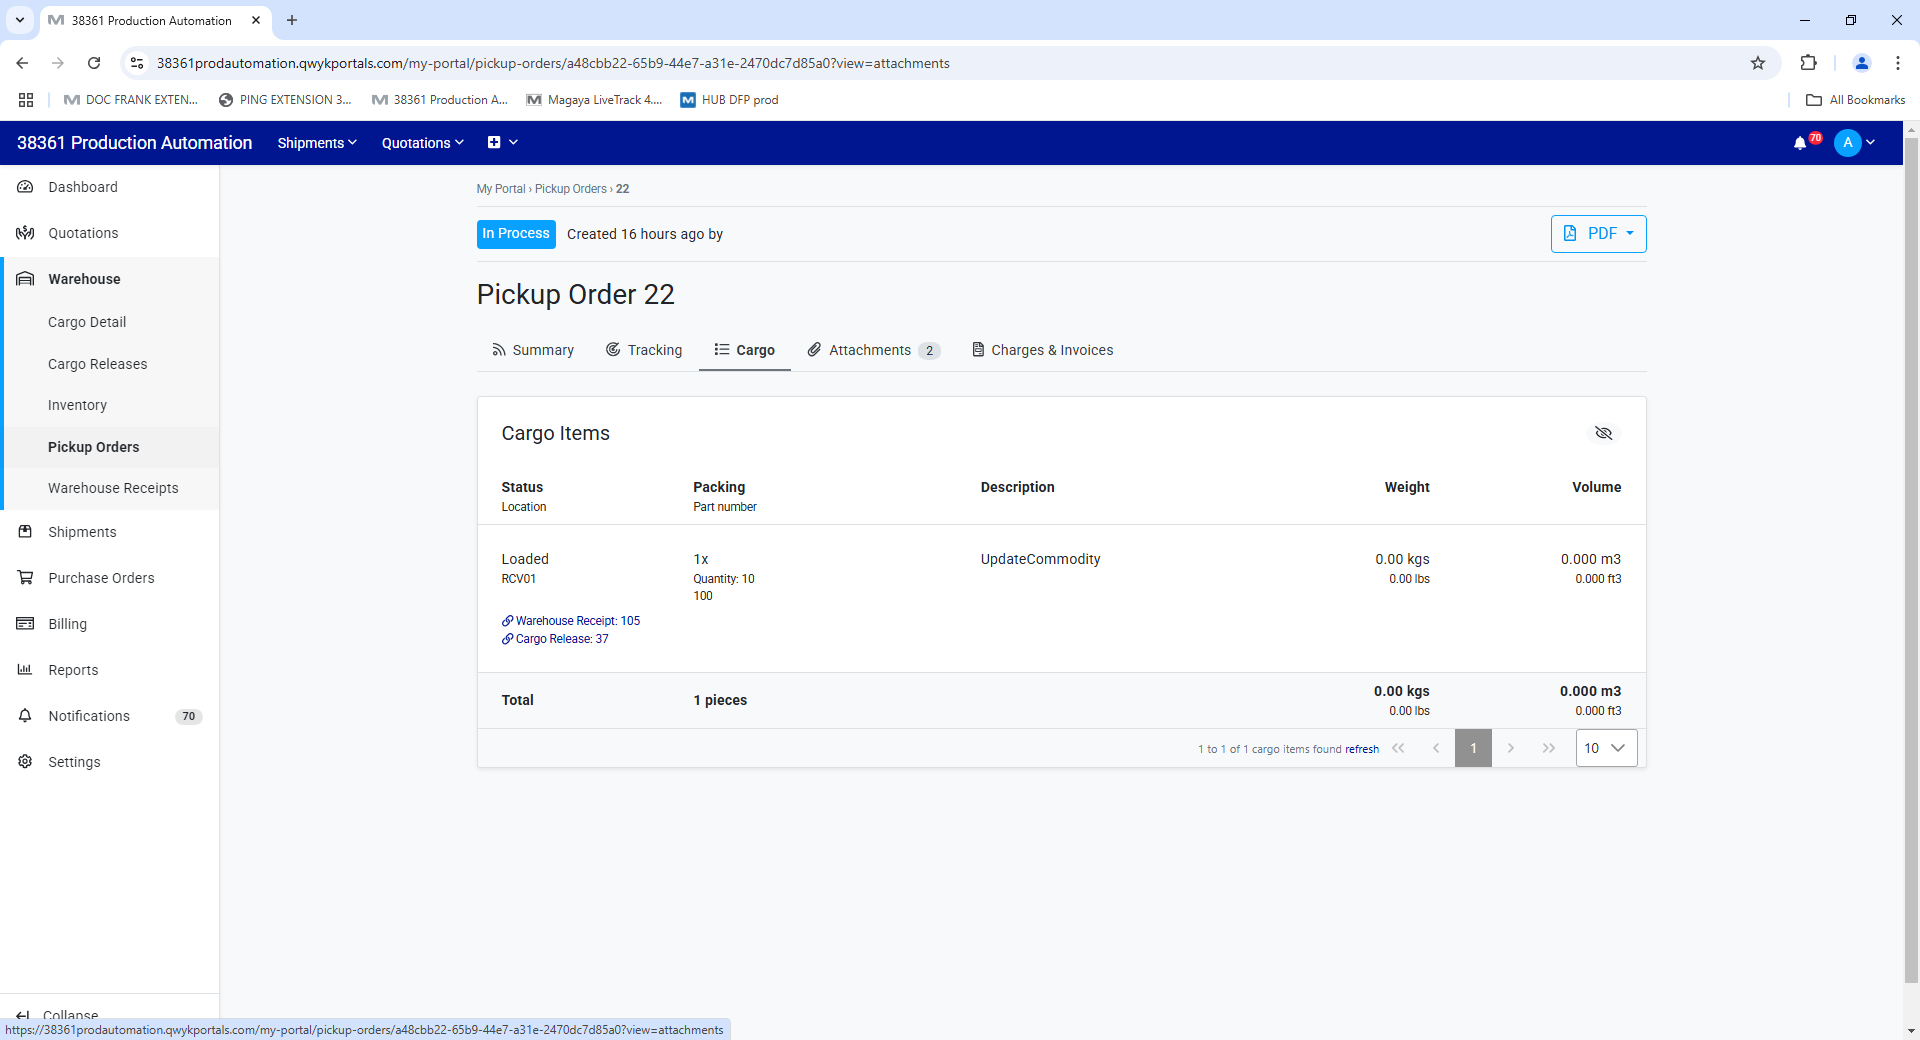 38361 Production Automation
38361prodautomation.qwykportals.com/my-portal/pickup-orders/a48cbb22-65b9-44e7-a31e-2470dc7d85a0?view=attachments
DOC FRANK EXTEN...
PING EXTENSION 3...
38361 Production A...
Magaya LiveTrack 4....
HUB DFP prod
All Bookmarks
38361 Production Automation
Shipments
Quotations
70
A
Dashboard
Quotations
Warehouse
Cargo Detail
Cargo Releases
Inventory
Pickup Orders
Warehouse Receipts
Shipments
Purchase Orders
Billing
Reports
Notifications 70
Settings
Collapse
My Portal › Pickup Orders › 22
In Process Created 16 hours ago by
PDF
Pickup Order 22
Summary
Tracking
Cargo
Attachments 2
Charges & Invoices
Cargo Items
Status Packing Description Weight Volume
Location Part number
Loaded 1x UpdateCommodity 0.00 kgs 0.000 m3
RCV01 Quantity: 10 0.00 lbs 0.000 ft3
100
Warehouse Receipt: 105
Cargo Release: 37
Total 1 pieces 0.00 kgs 0.000 m3
0.00 lbs 0.000 ft3
1 to 1 of 1 cargo items found refresh 1 10
https://38361prodautomation.qwykportals.com/my-portal/pickup-orders/a48cbb22-65b9-44e7-a31e-2470dc7d85a0?view=attachments